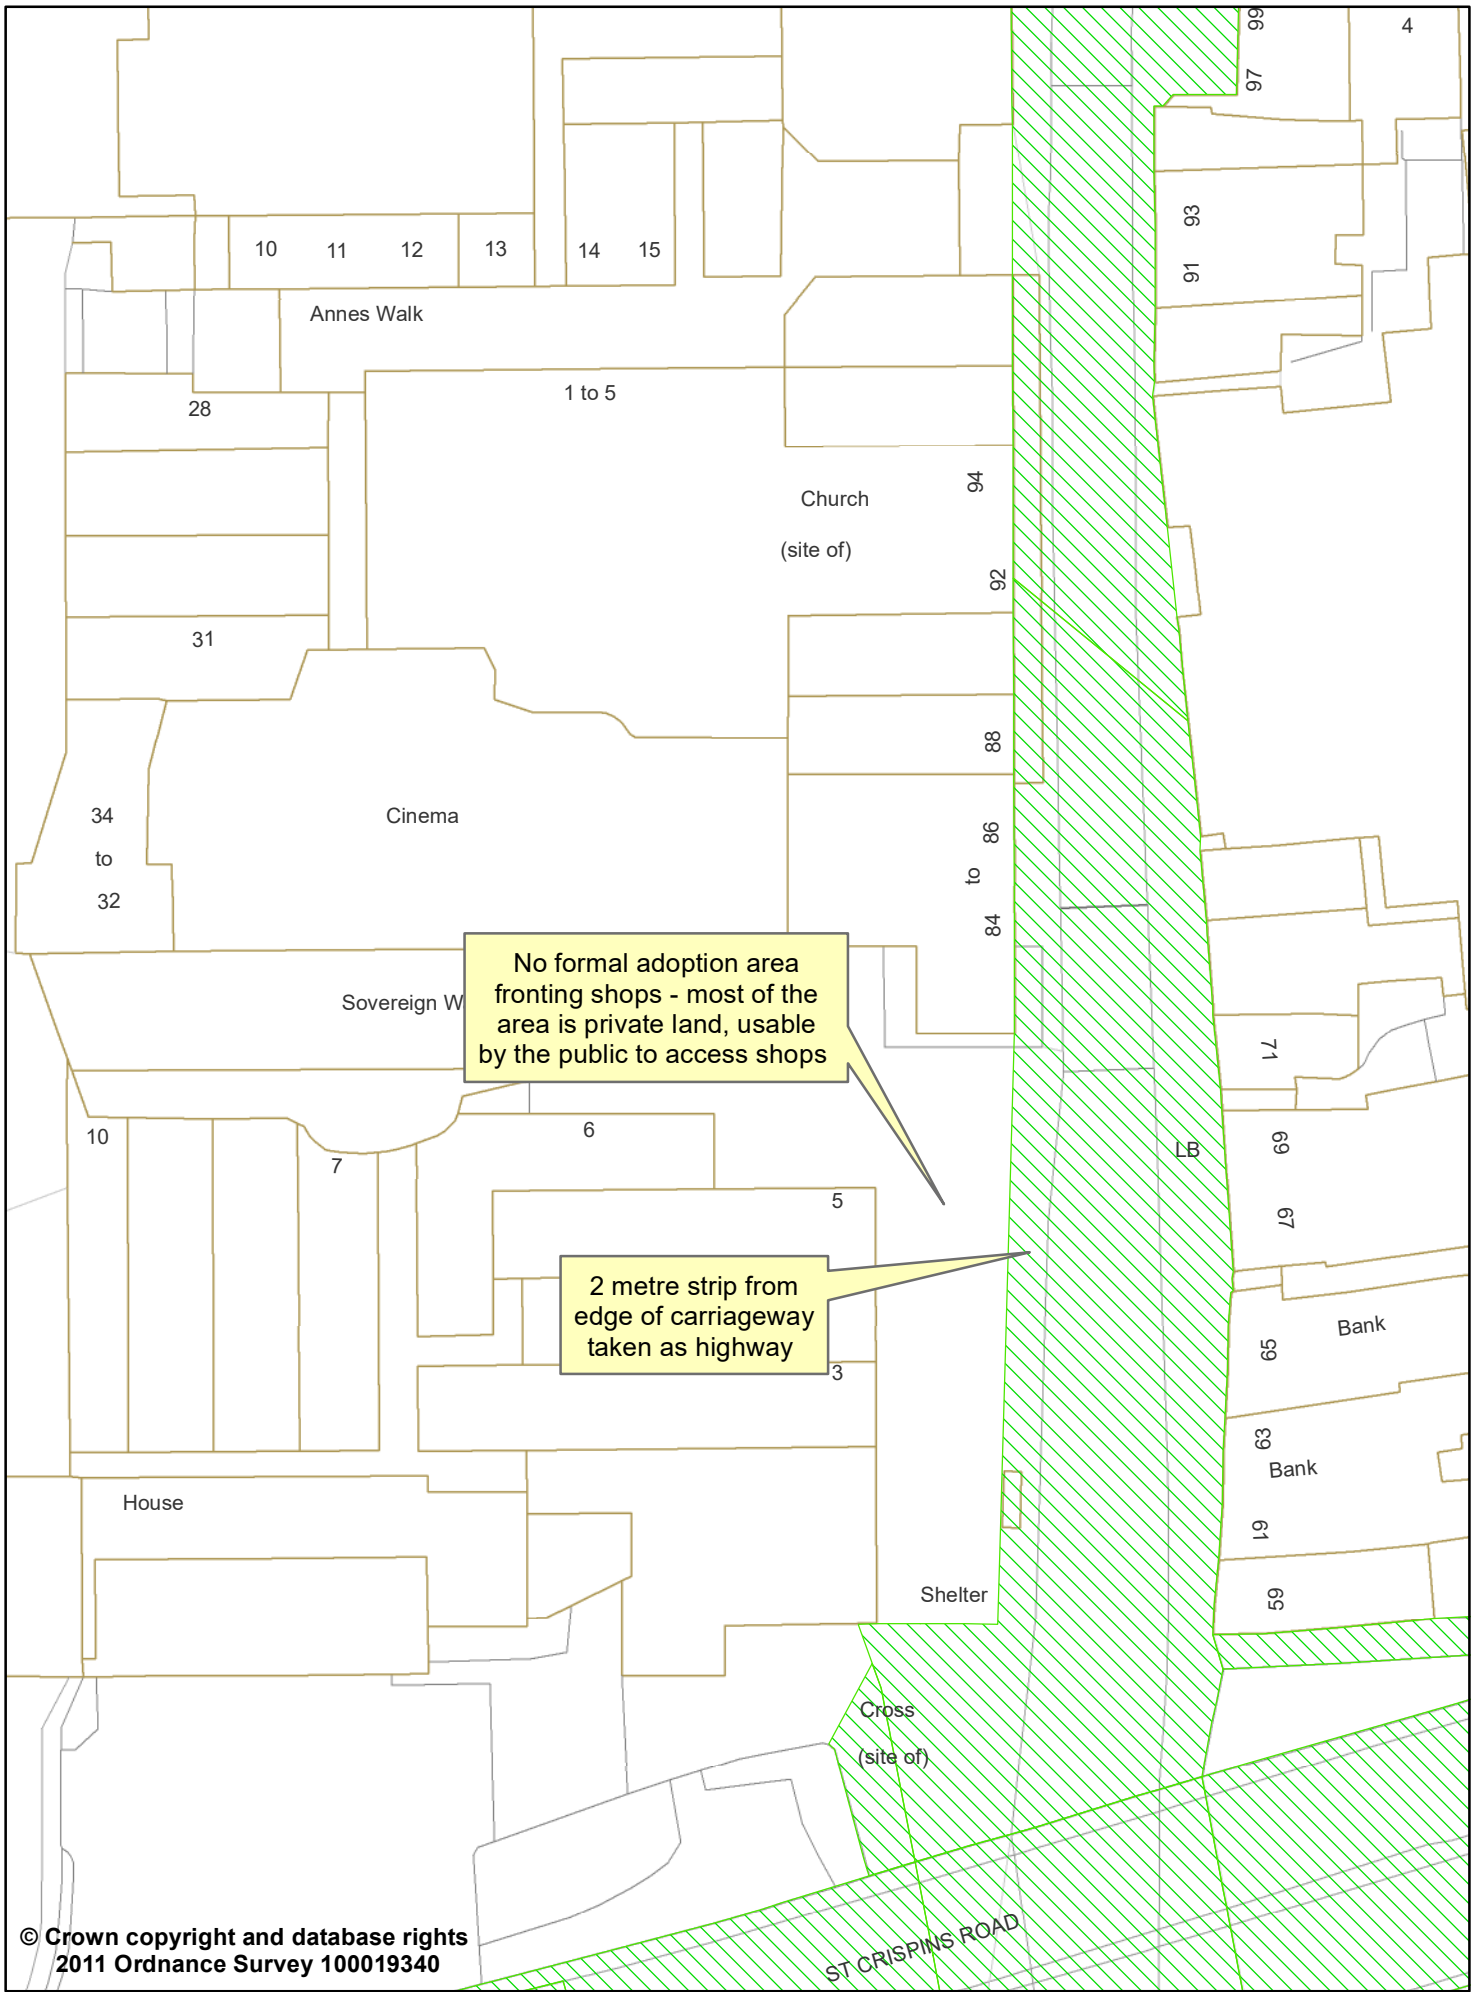 99
4
97
93
10
11
12
13
14
15
91
Annes Walk
1 to 5
28
94
Church
(site of)
92
31
88
34
to
32
Cinema
86
to
84
No formal adoption area
fronting shops - most of the
area is private land, usable
by the public to access shops
Sovereign W
71
10
7
6
69
LB
5
67
2 metre strip from
edge of carriageway
taken as highway
3
65
Bank
63
Bank
61
House
Shelter
59
Cross
(site of)
ST CRISPINS ROAD
© Crown copyright and database rights
2011 Ordnance Survey 100019340